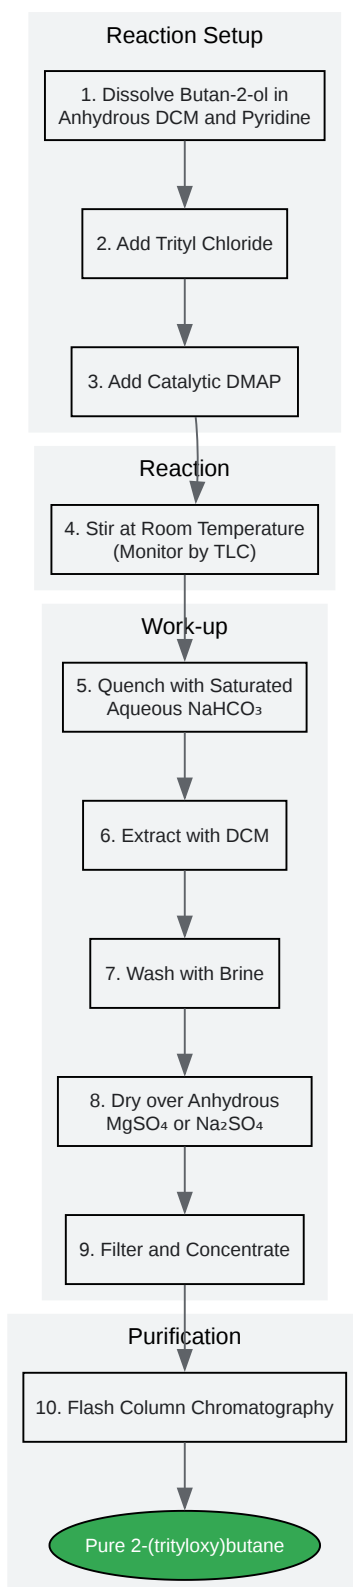 Reaction Setup
1. Dissolve Butan-2-ol in
Anhydrous DCM and Pyridine
2. Add Trityl Chloride
3. Add Catalytic DMAP
Reaction
4. Stir at Room Temperature
(Monitor by TLC)
Work-up
5. Quench with Saturated
Aqueous NaHCO₃
6. Extract with DCM
7. Wash with Brine
8. Dry over Anhydrous
MgSO₄ or Na₂SO₄
9. Filter and Concentrate
Purification
10. Flash Column Chromatography
Pure 2-(trityloxy)butane